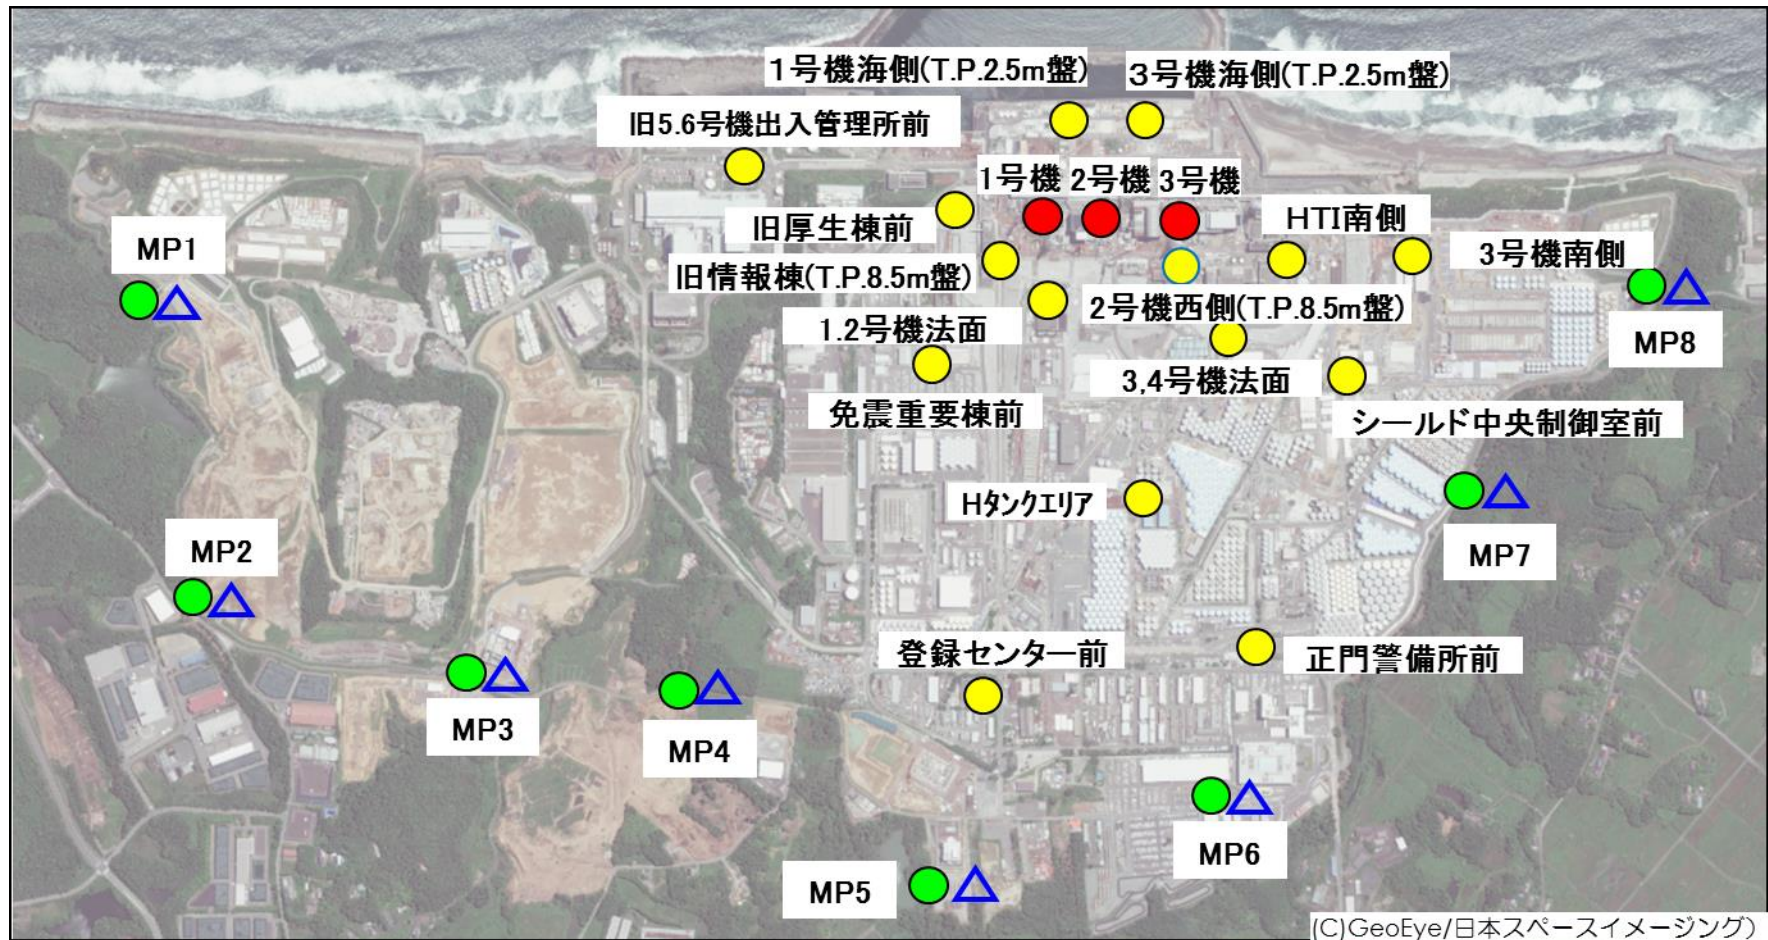 1号機海側(T.P.2.5m盤)
3号機海側(T.P.2.5m盤)
旧5.6号機出入管理所前
1号機
2号機
3号機
旧厚生棟前
HTI南側
MP1
3号機南側
旧情報棟(T.P.8.5m盤)
2号機西側(T.P.8.5m盤)
1.2号機法面
MP8
3,4号機法面
免震重要棟前
シールド中央制御室前
Hタンクエリア
MP2
MP7
登録センター前
正門警備所前
MP3
MP4
MP6
MP5
(C)GeoEye/日本スペースイメージング)